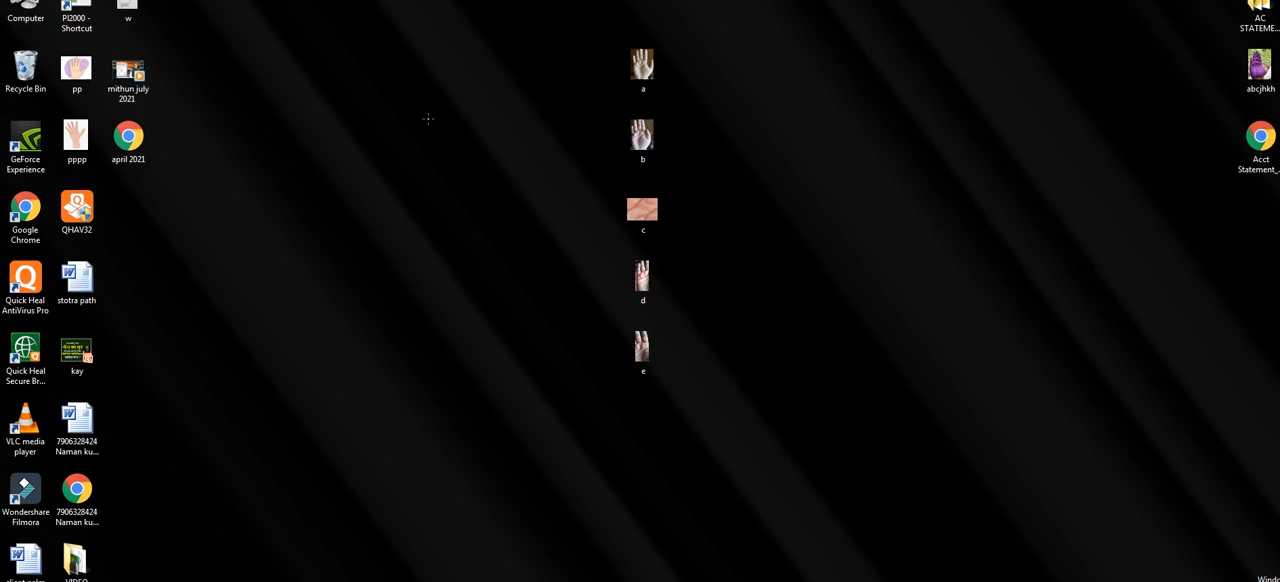 Computer
PI2000 -
Shortcut
w
Recycle Bin
pp
mithun july
2021
GeForce
Experience
pppp
april 2021
Google
Chrome
QHAV32
Quick Heal
AntiVirus Pro
stotra path
Quick Heal
Secure Br...
kay
VLC media
player
7906328424
Naman ku...
Wondershare
Filmora
7906328424
Naman ku...
VIDEO
a
b
c
d
e
AC
STATEME...
abcjhkh
Acct
Statement_...